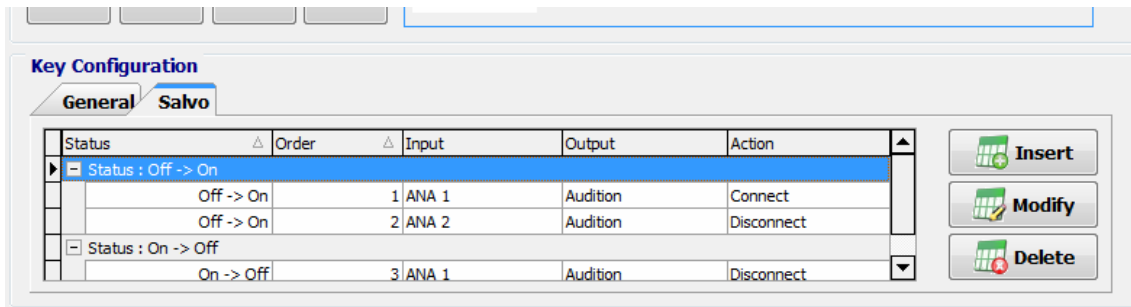 Key Configuration
General Salvo
Status Order Input Output Action
Status : Off -> On
Off -> On 1 ANA 1 Audition Connect
Off -> On 2 ANA 2 Audition Disconnect
Status : On -> Off
On -> Off 3 ANA 1 Audition Disconnect
Insert
Modify
Delete